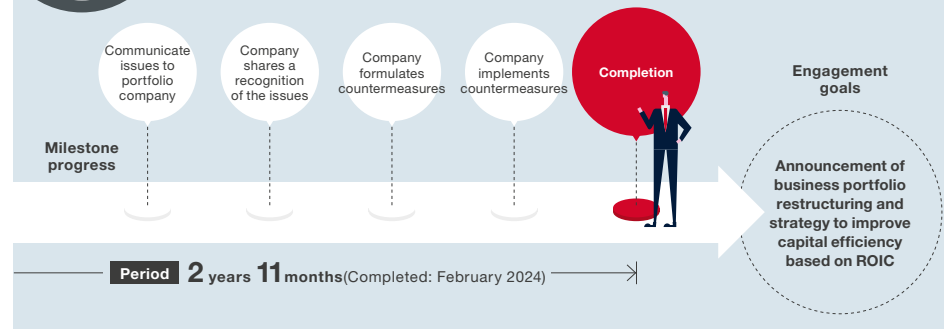 Communicate
issues to
portfolio
company
Company
shares a
recognition
of the issues
Company
formulates
countermeasures
Company
implements
countermeasures
Completion
Engagement
goals
Milestone
progress
Announcement of
business portfolio
restructuring and
strategy to improve
capital efficiency
based on ROIC
Period 2 years 11 months(Completed: February 2024)